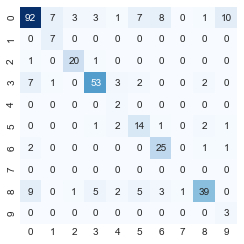 0 92 7 3 3 1 7 8 0 1 10
1 0 7 0 0 0 0 0 0 0 0
2 1 0 20 1 0 0 0 0 0 0
3 7 1 0 53 3 2 0 0 2 0
4 0 0 0 0 2 0 0 0 0 0
5 0 0 0 1 2 14 1 0 2 1
6 2 0 0 0 0 0 25 0 1 1
7 0 0 0 0 0 0 0 0 0 0
8 9 0 1 5 2 5 3 1 39 0
9 0 0 0 0 0 0 0 0 0 3
0 1 2 3 4 5 6 7 8 9